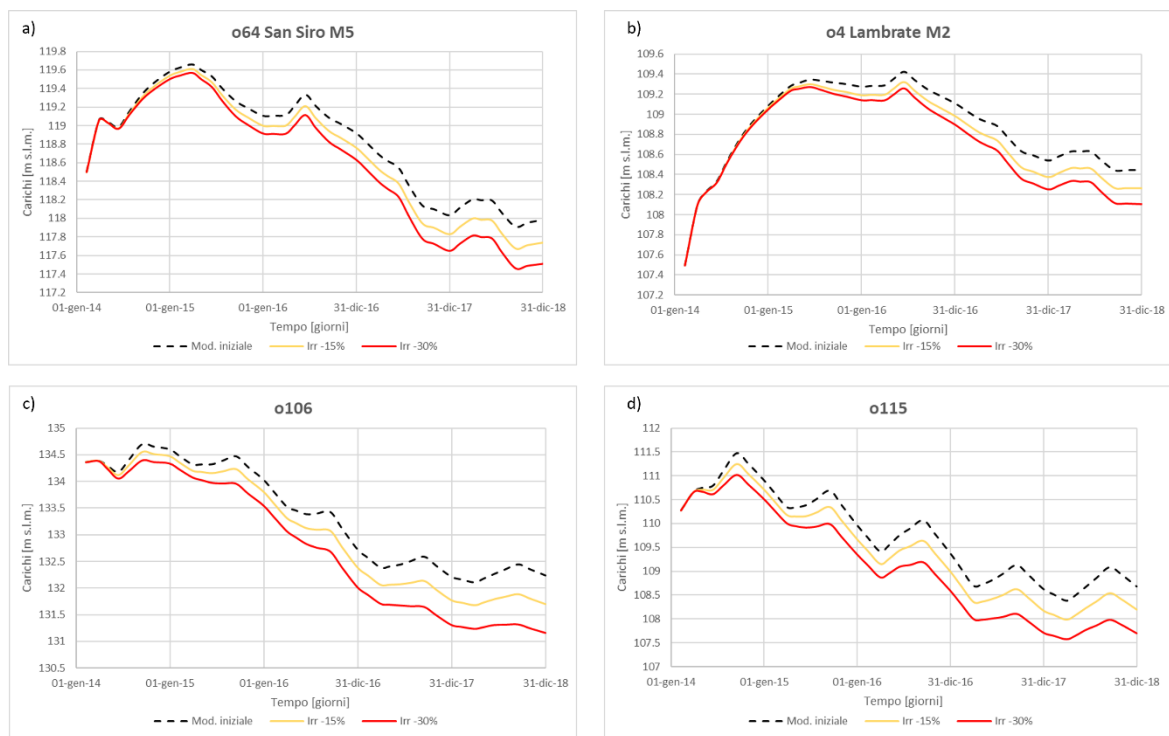 a)
o64 San Siro M5
Carichi [m s.l.m.]
119.8
119.6
119.4
119.2
119
118.8
118.6
118.4
118.2
118
117.8
117.6
117.4
117.2
01-gen-14 01-gen-15 01-gen-16 31-dic-16 31-dic-17 31-dic-18
Tempo [giorni]
Mod. iniziale Irr -15% Irr -30%
b)
o4 Lambrate M2
Carichi [m s.l.m.]
109.6
109.4
109.2
109
108.8
108.6
108.4
108.2
108
107.8
107.6
107.4
107.2
01-gen-14 01-gen-15 01-gen-16 31-dic-16 31-dic-17 31-dic-18
Tempo [giorni]
Mod. iniziale Irr -15% Irr -30%
c)
o106
Carichi [m s.l.m.]
135
134.5
134
133.5
133
132.5
132
131.5
131
130.5
01-gen-14 01-gen-15 01-gen-16 31-dic-16 31-dic-17 31-dic-18
Tempo [giorni]
Mod. iniziale Irr -15% Irr -30%
d)
o115
Carichi [m s.l.m.]
112
111.5
111
110.5
110
109.5
109
108.5
108
107.5
107
01-gen-14 01-gen-15 01-gen-16 31-dic-16 31-dic-17 31-dic-18
Tempo [giorni]
Mod. iniziale Irr -15% Irr -30%